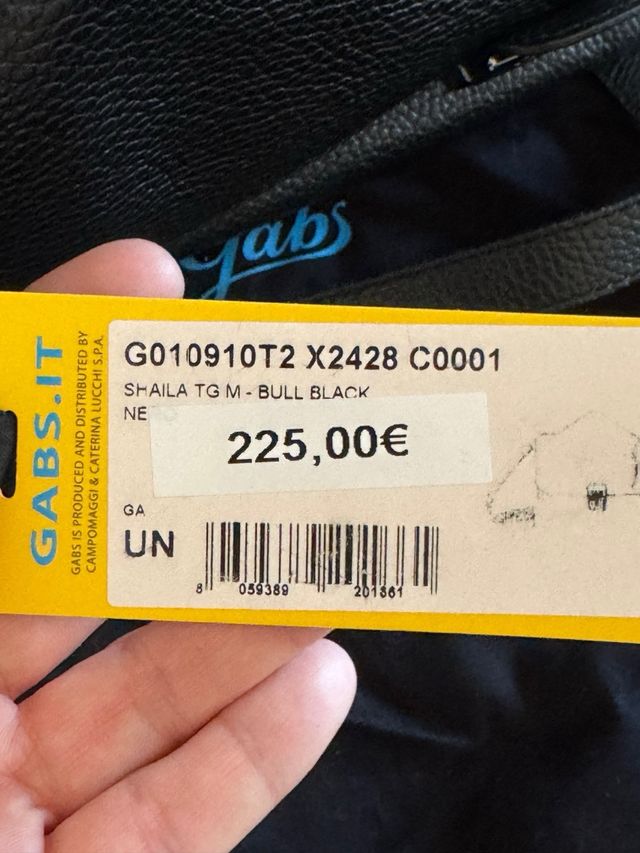 Gabs
GABS.IT
GABS IS PRODUCED AND DISTRIBUTED BY
CAMPOMAGGI & CATERINA LUCCHI S.P.A.
G010910T2 X2428 C0001
SHAILA TG M - BULL BLACK
NE
225,00€
GA
UN
8 059389 201861